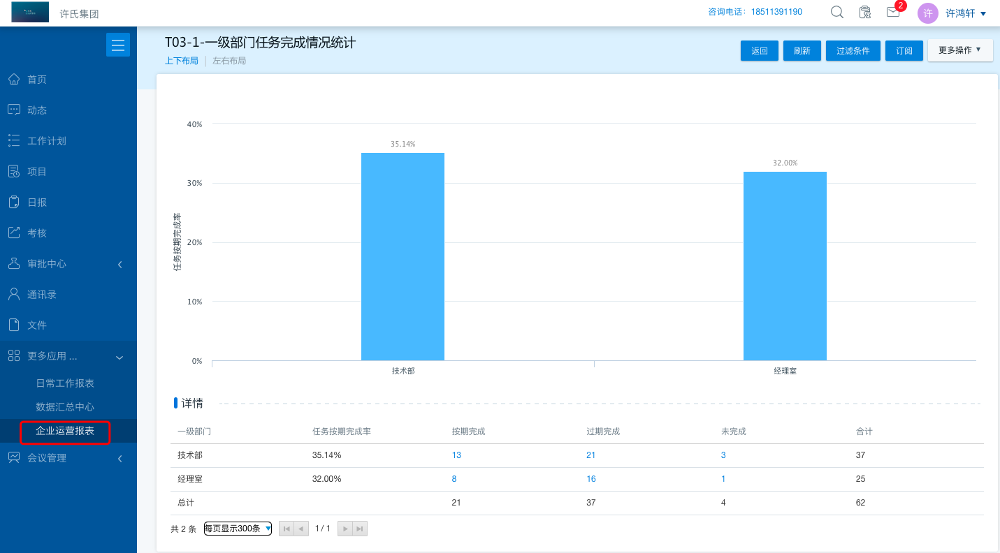 许氏集团
咨询电话：18511391190
2
许
许鸿轩
首页
动态
工作计划
项目
日报
考核
审批中心
通讯录
文件
更多应用 ...
日常工作报表
数据汇总中心
企业运营报表
会议管理
T03-1-一级部门任务完成情况统计
上下布局 左右布局
返回 刷新 过滤条件 订阅 更多操作
40%
30%
20%
10%
0%
任务按期完成率
35.14%
32.00%
技术部 经理室
详情
一级部门 任务按期完成率 按期完成 过期完成 未完成 合计
技术部 35.14% 13 21 3 37
经理室 32.00% 8 16 1 25
总计 21 37 4 62
共 2 条 每页显示300条 1 / 1